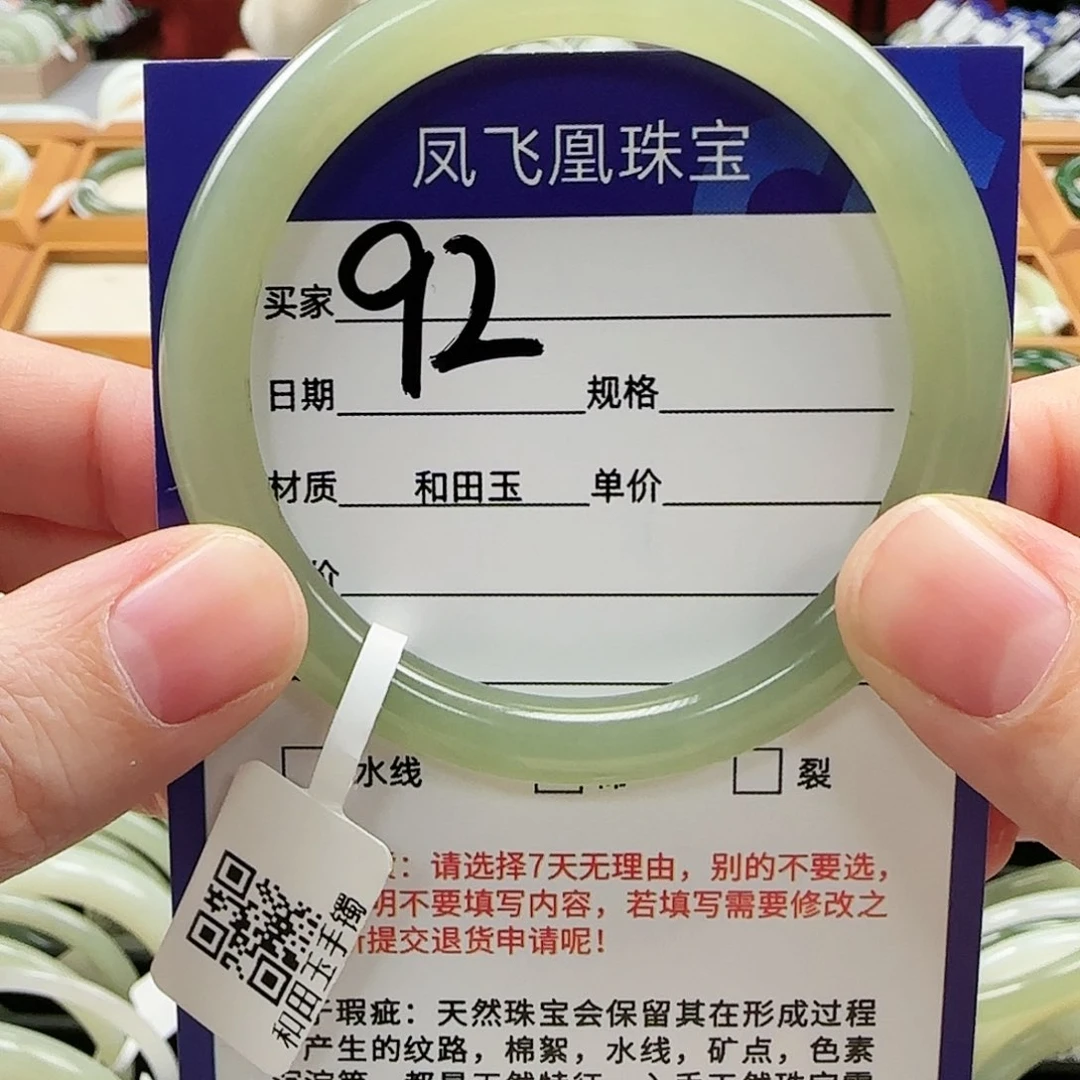 凤飞凰珠宝
买家 92
日期 规格
材质 和田玉 单价
价
水线 裂
：请选择7天无理由，别的不要选，
明不要填写内容，若填写需要修改之
提交退货申请呢！
瑕疵：天然珠宝会保留其在形成过程
产生的纹路，棉絮，水线，矿点，色素
和田玉手镯